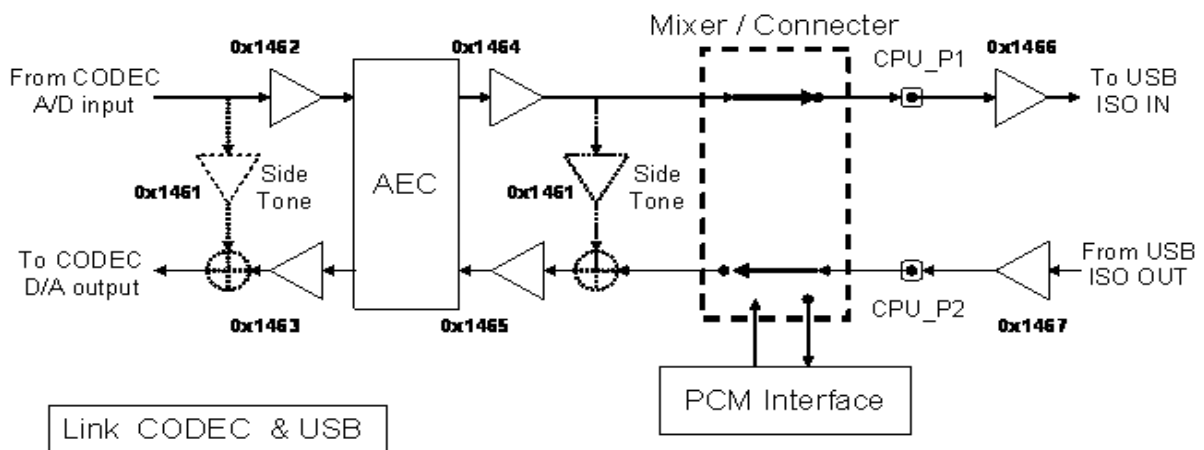 Mixer / Connecter
0x1462
0x1464
CPU_P1
0x1466
From CODEC
A/D input
To USB
ISO IN
0x1461
Side
Tone
AEC
0x1461
Side
Tone
To CODEC
D/A output
From USB
ISO OUT
0x1463
0x1465
CPU_P2
0x1467
PCM Interface
Link CODEC & USB